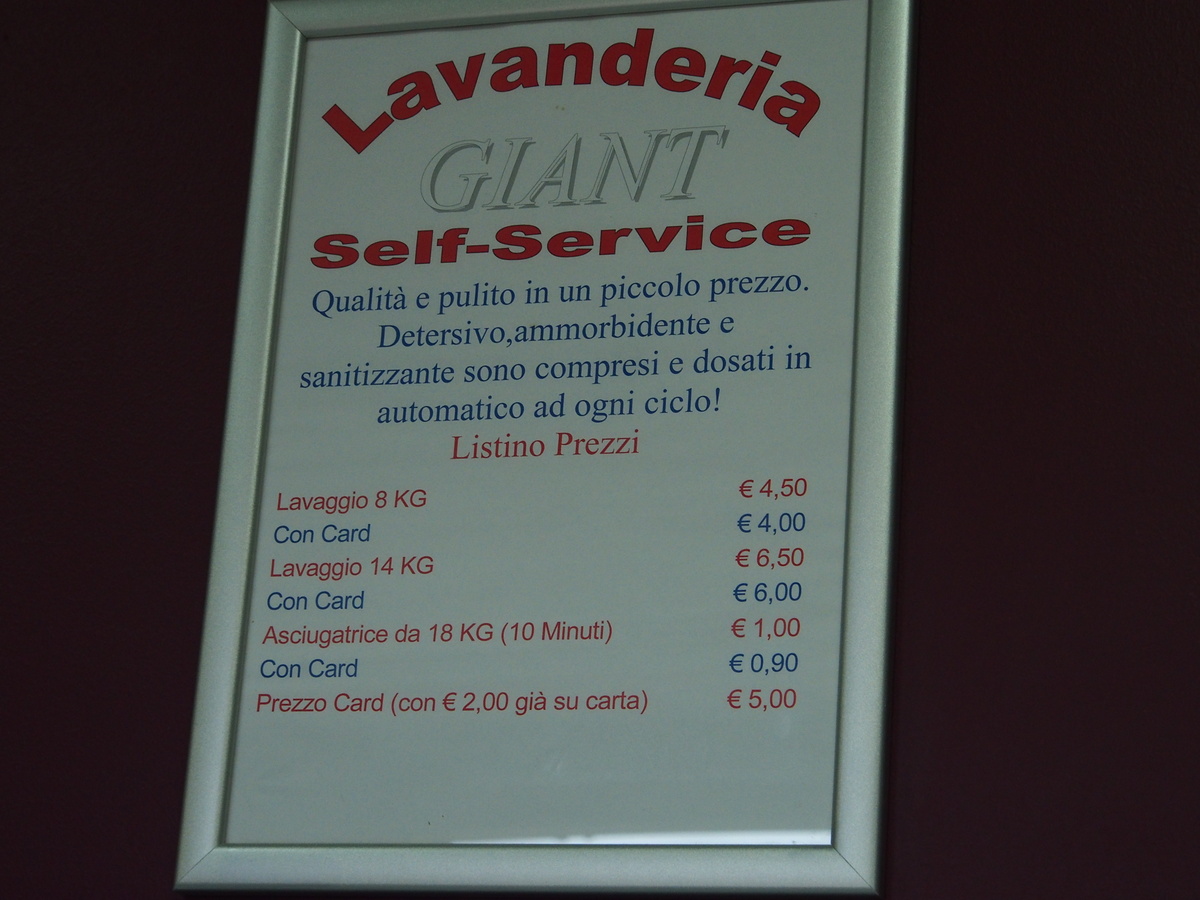 Lavanderia
GIANT
Self-Service
Qualità e pulito in un piccolo prezzo.
Detersivo,ammorbidente e
sanitizzante sono compresi e dosati in
automatico ad ogni ciclo!
Listino Prezzi
Lavaggio 8 KG € 4,50
Con Card € 4,00
Lavaggio 14 KG € 6,50
Con Card € 6,00
Asciugatrice da 18 KG (10 Minuti) € 1,00
Con Card € 0,90
Prezzo Card (con € 2,00 già su carta) € 5,00